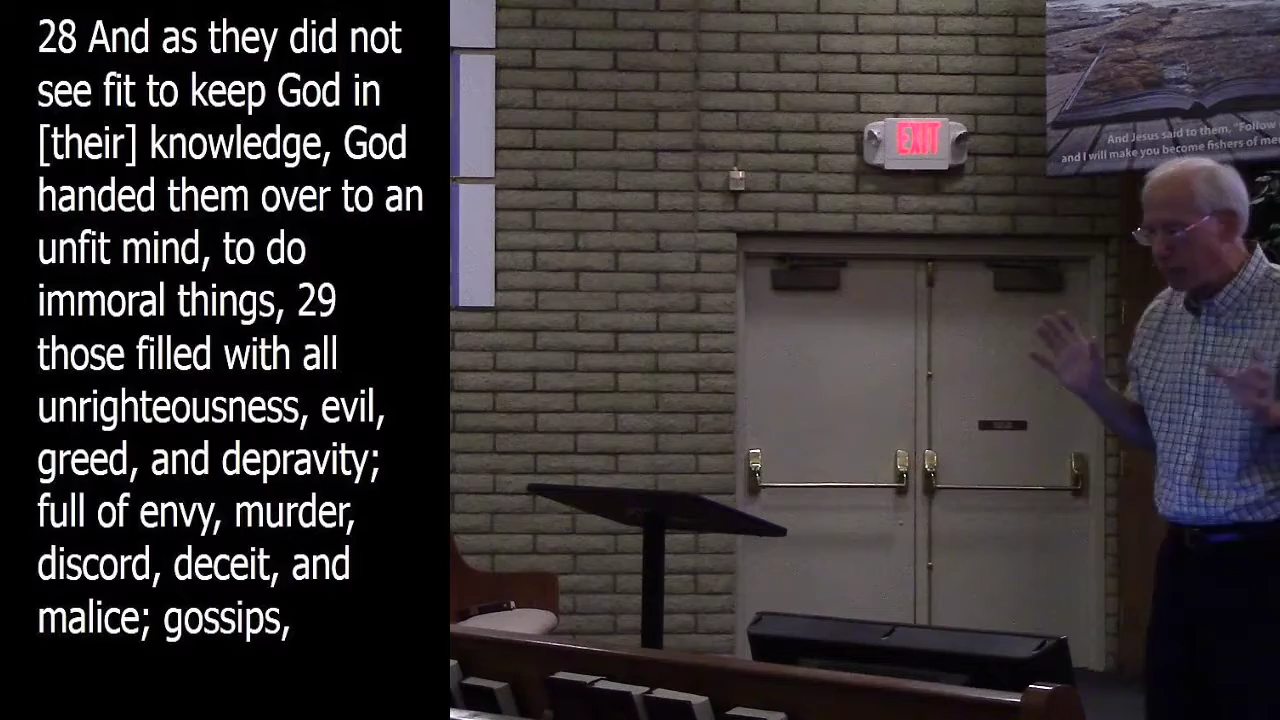 28 And as they did not
see fit to keep God in
[their] knowledge, God
handed them over to an
unfit mind, to do
immoral things, 29
those filled with all
unrighteousness, evil,
greed, and depravity;
full of envy, murder,
discord, deceit, and
malice; gossips,
EXIT
And Jesus said to them, "Follow
and I will make you become fishers of me